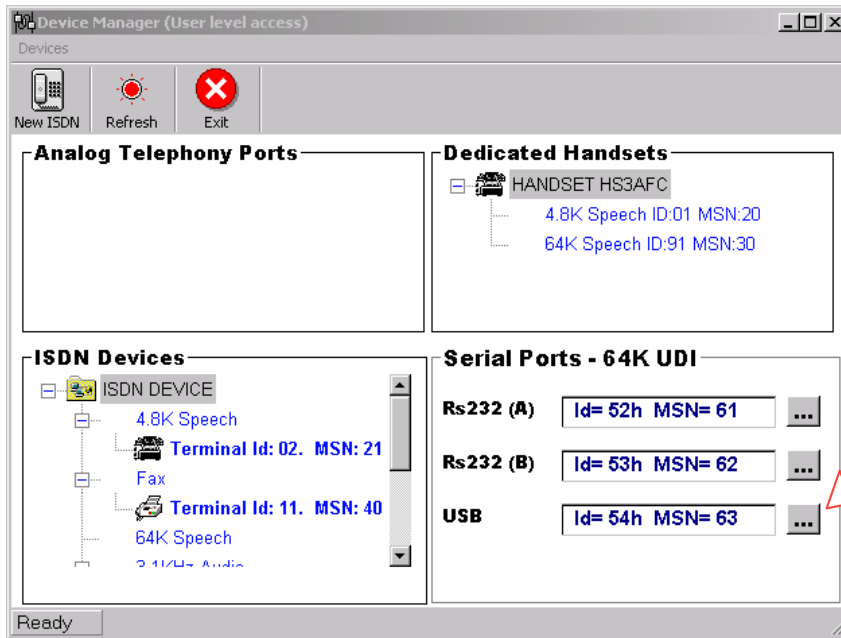 Device Manager (User level access)
Devices
New ISDN Refresh Exit
Analog Telephony Ports
Dedicated Handsets
HANDSET HS3AFC
4.8K Speech ID:01 MSN:20
64K Speech ID:91 MSN:30
ISDN Devices
ISDN DEVICE
4.8K Speech
Terminal Id: 02. MSN: 21
Fax
Terminal Id: 11. MSN: 40
64K Speech
3.1KHz Audio
Serial Ports - 64K UDI
Rs232 (A) Id= 52h MSN= 61 ...
Rs232 (B) Id= 53h MSN= 62 ...
USB Id= 54h MSN= 63 ...
Ready